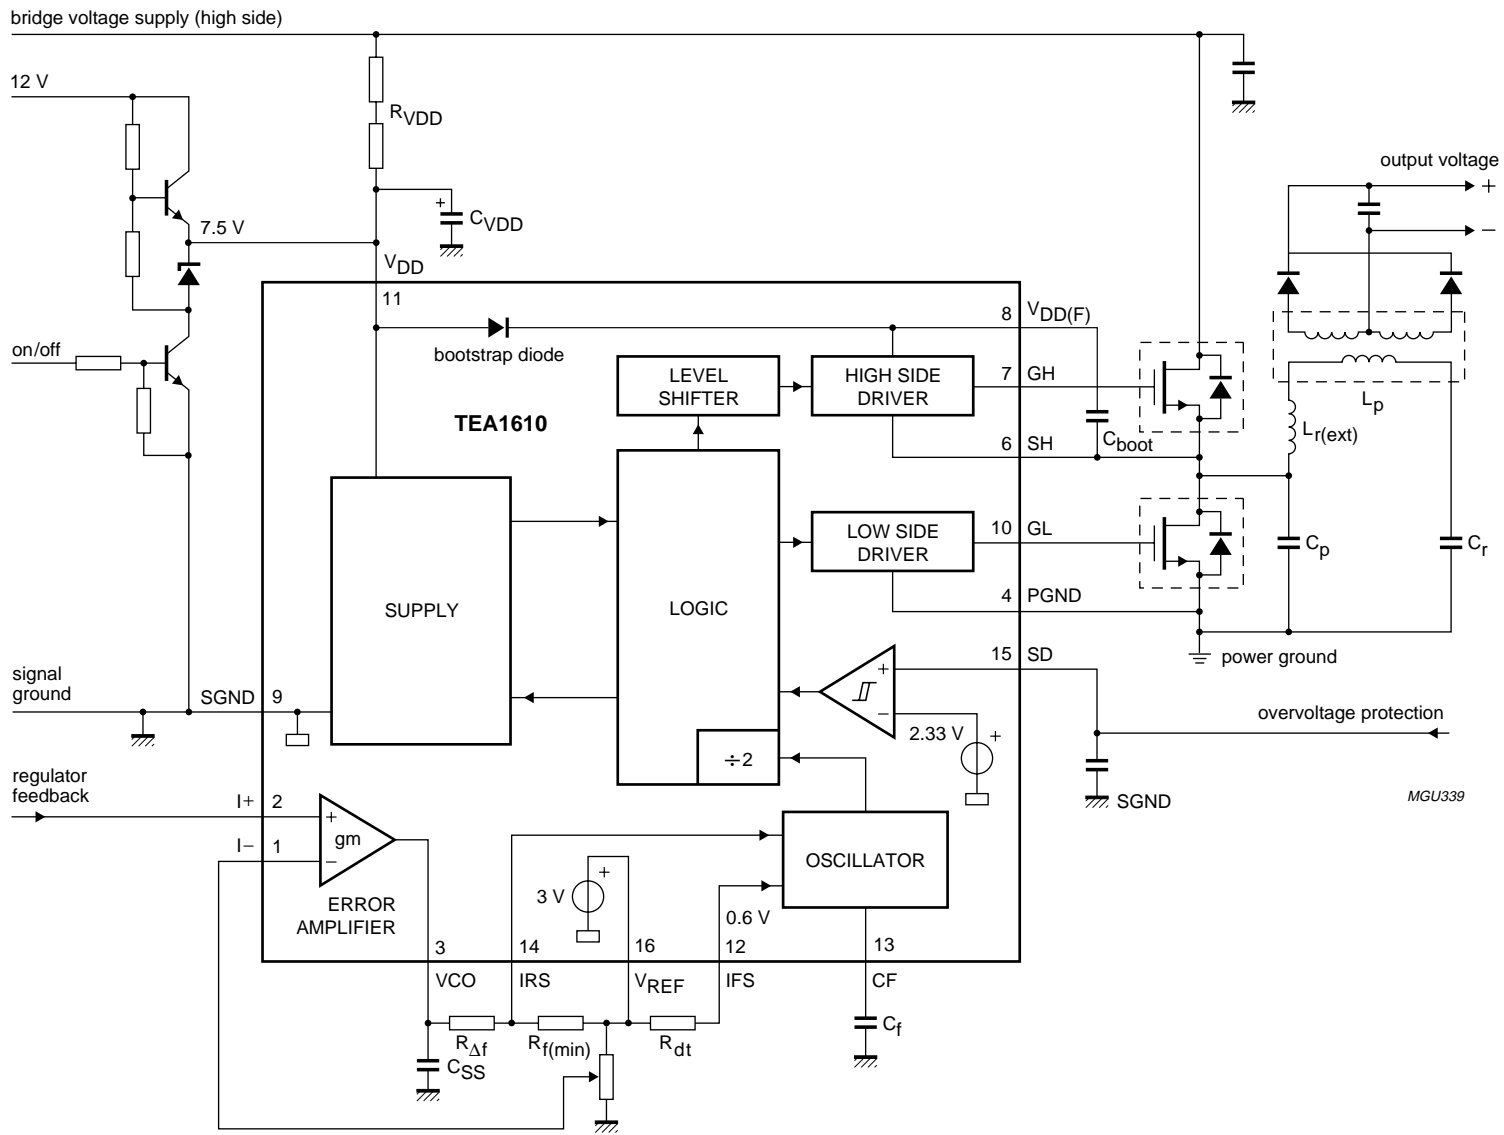 bridge voltage supply (high side)
12 V
RVDD
output voltage
+
−
7.5 V
+
CVDD
VDD
11
8
VDD(F)
on/off
bootstrap diode
LEVEL
SHIFTER
HIGH SIDE
DRIVER
7
GH
Lp
TEA1610
Cboot
Lr(ext)
6
SH
10
GL
LOW SIDE
DRIVER
Cp
Cr
SUPPLY
LOGIC
4
PGND
15
SD
power ground
signal
ground
SGND
9
+
−
2.33 V
+
overvoltage protection
÷2
SGND
MGU339
regulator
feedback
I+
2
+
gm
I−
1
−
OSCILLATOR
3 V
+
ERROR
AMPLIFIER
0.6 V
3
14
16
12
13
VCO
IRS
VREF
IFS
CF
Cf
RΔf
Rf(min)
Rdt
CSS